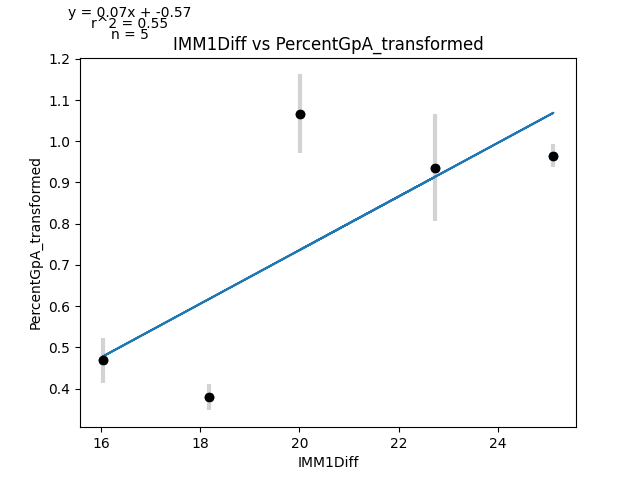 y = 0.07x + -0.57
r^2 = 0.55
n = 5
IMM1Diff vs PercentGpA_transformed
1.2
1.1
1.0
0.9
0.8
0.7
0.6
0.5
0.4
PercentGpA_transformed
16 18 20 22 24
IMM1Diff